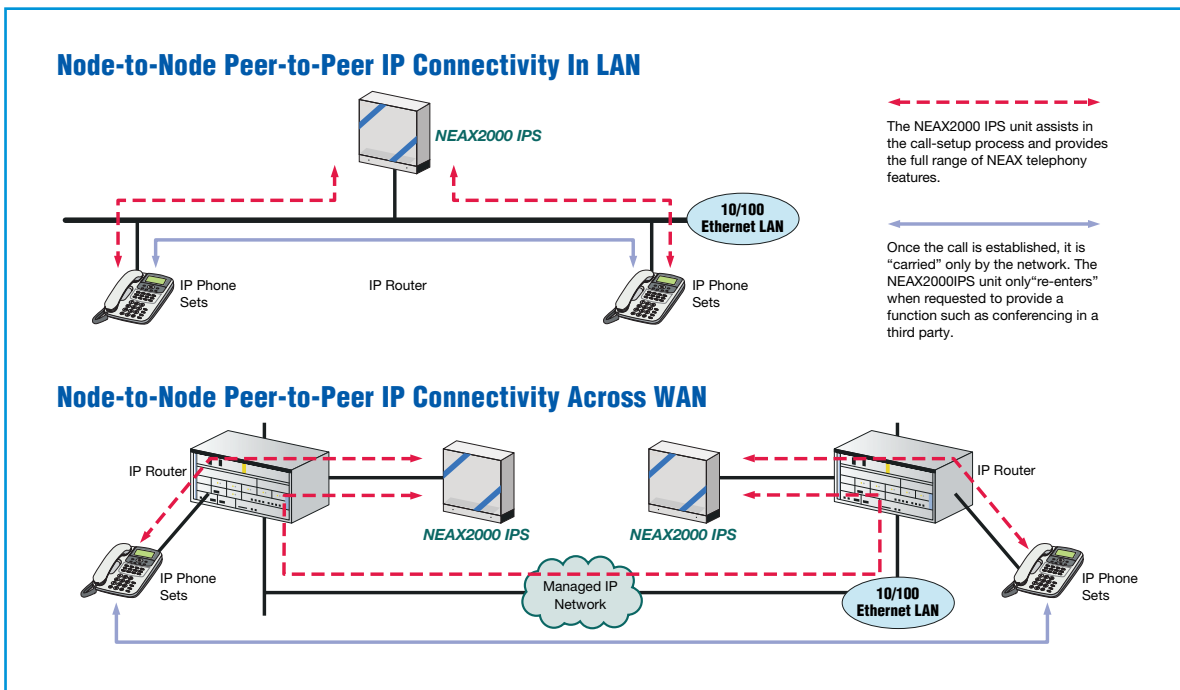 Node-to-Node Peer-to-Peer IP Connectivity In LAN
NEAX2000 IPS
10/100
Ethernet LAN
IP Phone
Sets
IP Router
IP Phone
Sets
The NEAX2000 IPS unit assists in
the call-setup process and provides
the full range of NEAX telephony
features.
Once the call is established, it is
“carried” only by the network. The
NEAX2000IPS unit only“re-enters”
when requested to provide a
function such as conferencing in a
third party.
Node-to-Node Peer-to-Peer IP Connectivity Across WAN
IP Router
IP Router
NEAX2000 IPS
NEAX2000 IPS
IP Phone
Sets
Managed IP
Network
10/100
Ethernet LAN
IP Phone
Sets